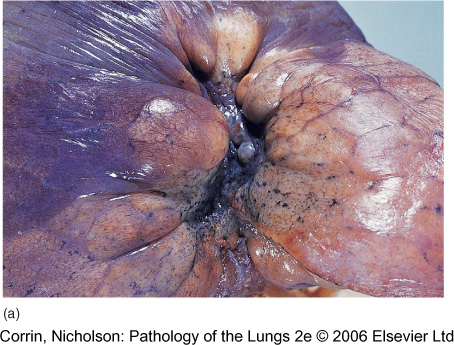 (a)
Corrin, Nicholson: Pathology of the Lungs 2e © 2006 Elsevier Ltd